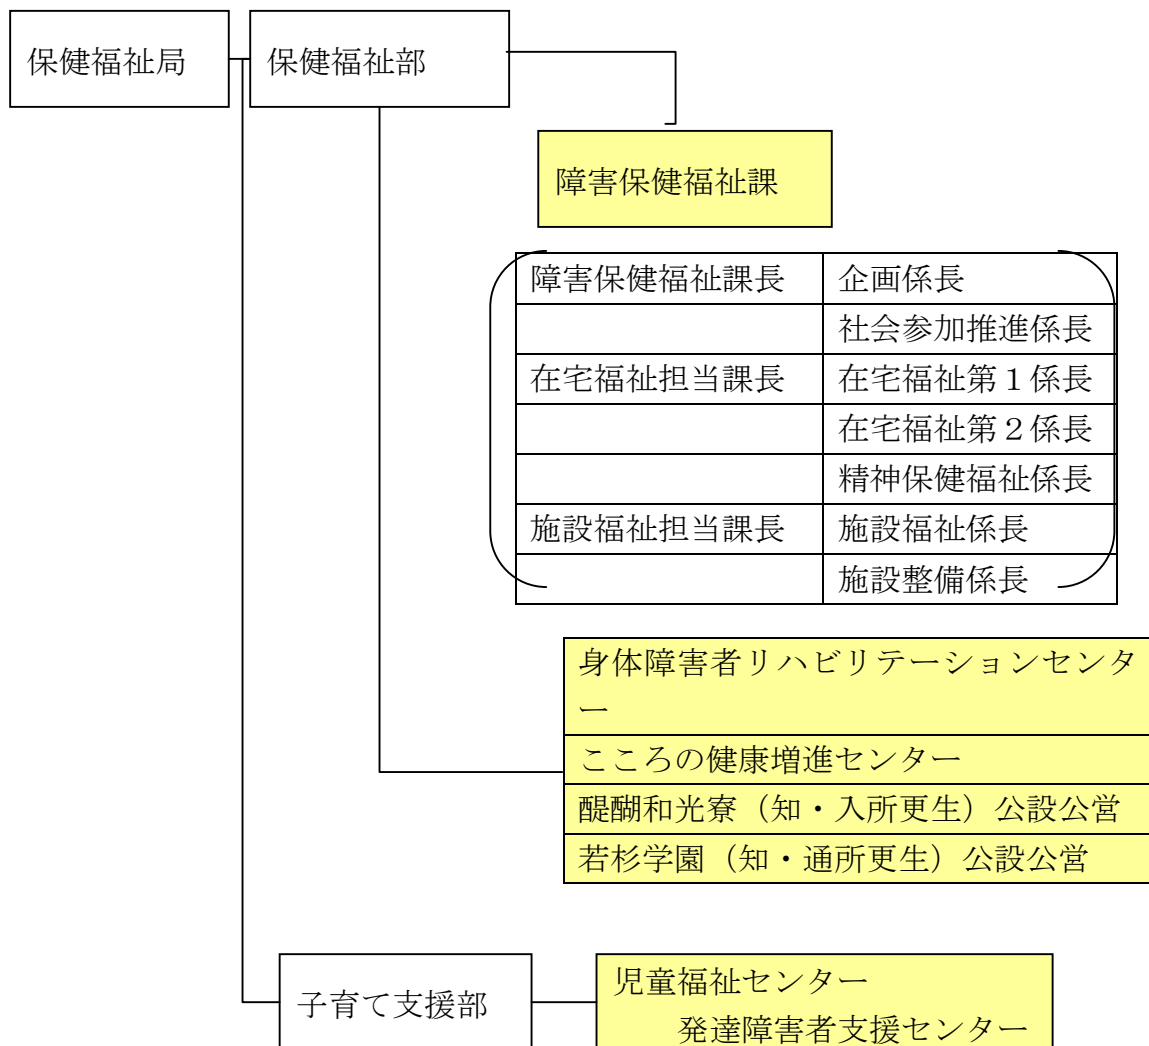 保健福祉局
保健福祉部
障害保健福祉課
障害保健福祉課長 企画係長
社会参加推進係長
在宅福祉担当課長 在宅福祉第１係長
在宅福祉第２係長
精神保健福祉係長
施設福祉担当課長 施設福祉係長
施設整備係長
身体障害者リハビリテーションセンタ
ー
こころの健康増進センター
醍醐和光寮（知・入所更生）公設公営
若杉学園（知・通所更生）公設公営
子育て支援部
児童福祉センター
発達障害者支援センター